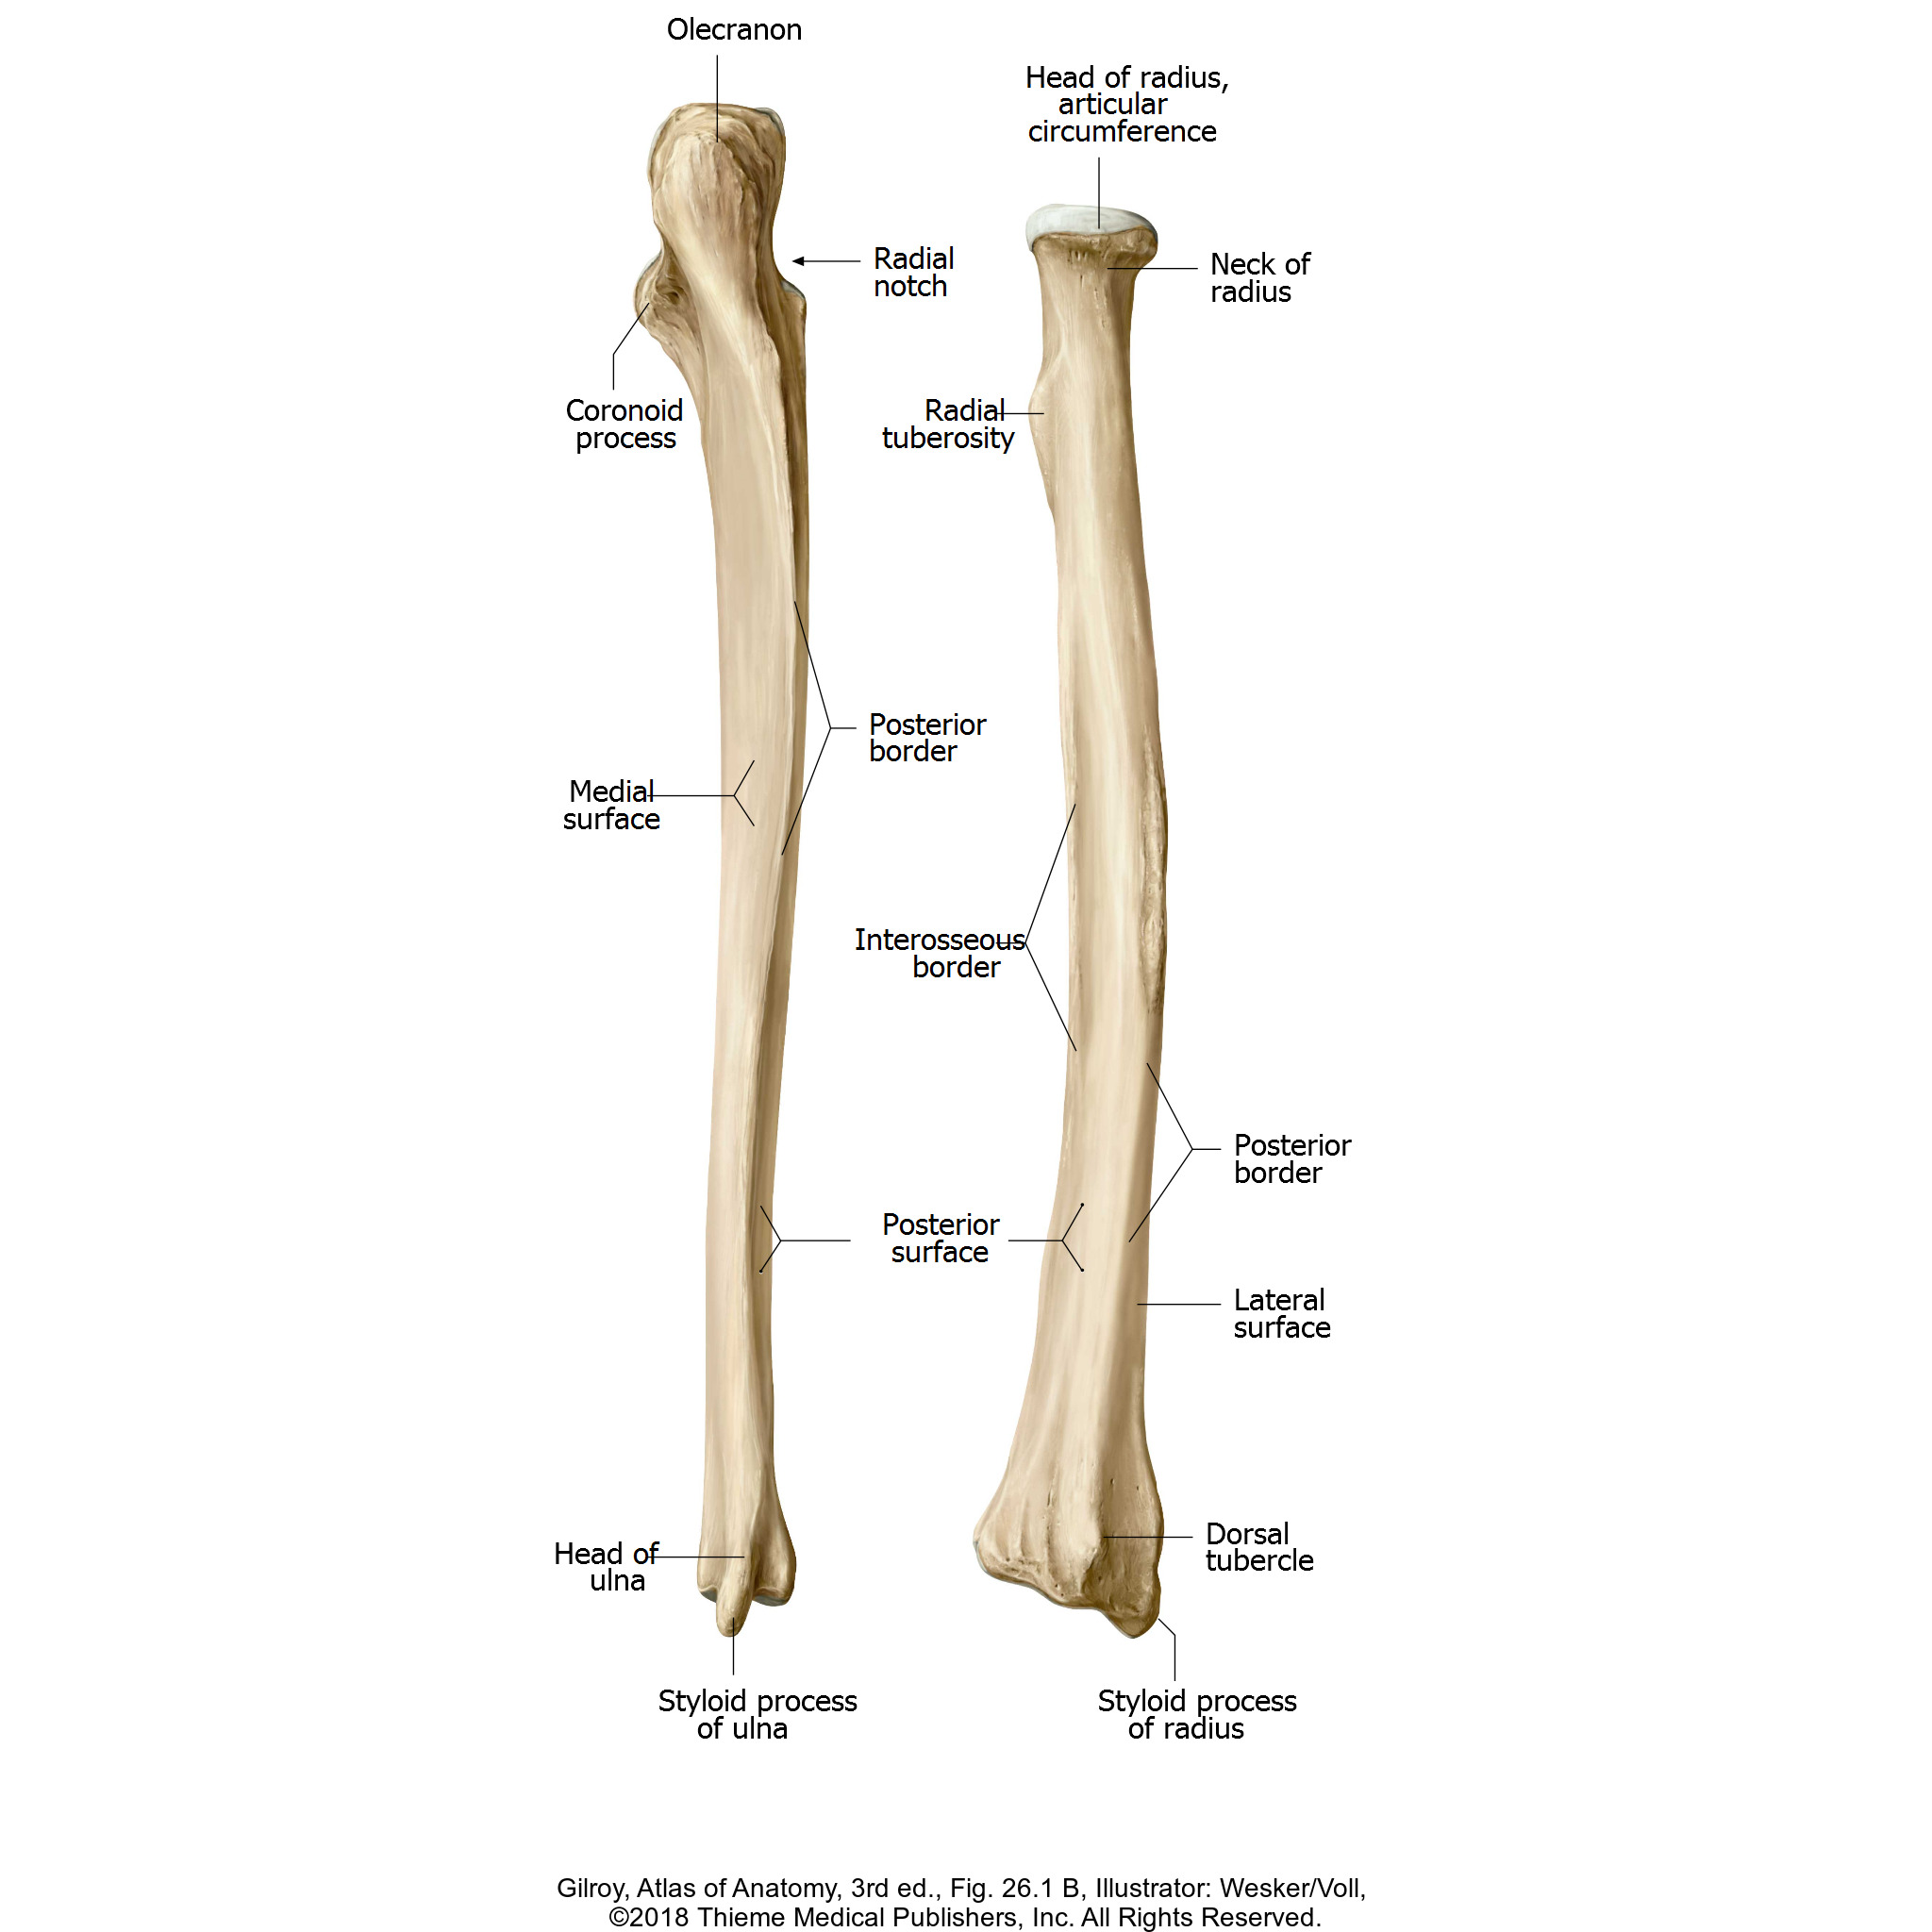 Olecranon
Head of radius,
articular
circumference
Radial
notch
Neck of
radius
Coronoid
process
Radial
tuberosity
Posterior
border
Medial
surface
Interosseous
border
Posterior
border
Posterior
surface
Lateral
surface
Head of
ulna
Dorsal
tubercle
Styloid process
of ulna
Styloid process
of radius
Gilroy, Atlas of Anatomy, 3rd ed., Fig. 26.1 B, Illustrator: Wesker/Voll,
©2018 Thieme Medical Publishers, Inc. All Rights Reserved.